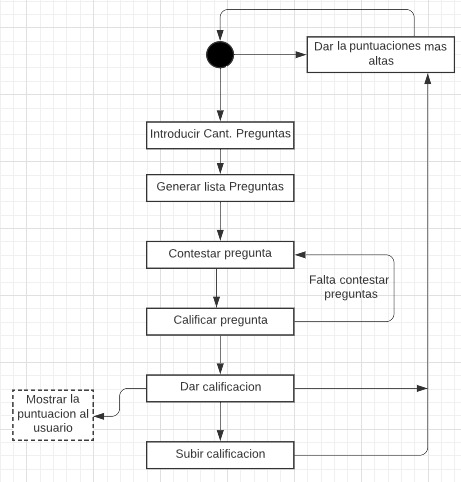 Dar la puntuaciones mas
altas
Introducir Cant. Preguntas
Generar lista Preguntas
Contestar pregunta
Falta contestar
preguntas
Calificar pregunta
Dar calificacion
Mostrar la
puntuacion al
usuario
Subir calificacion